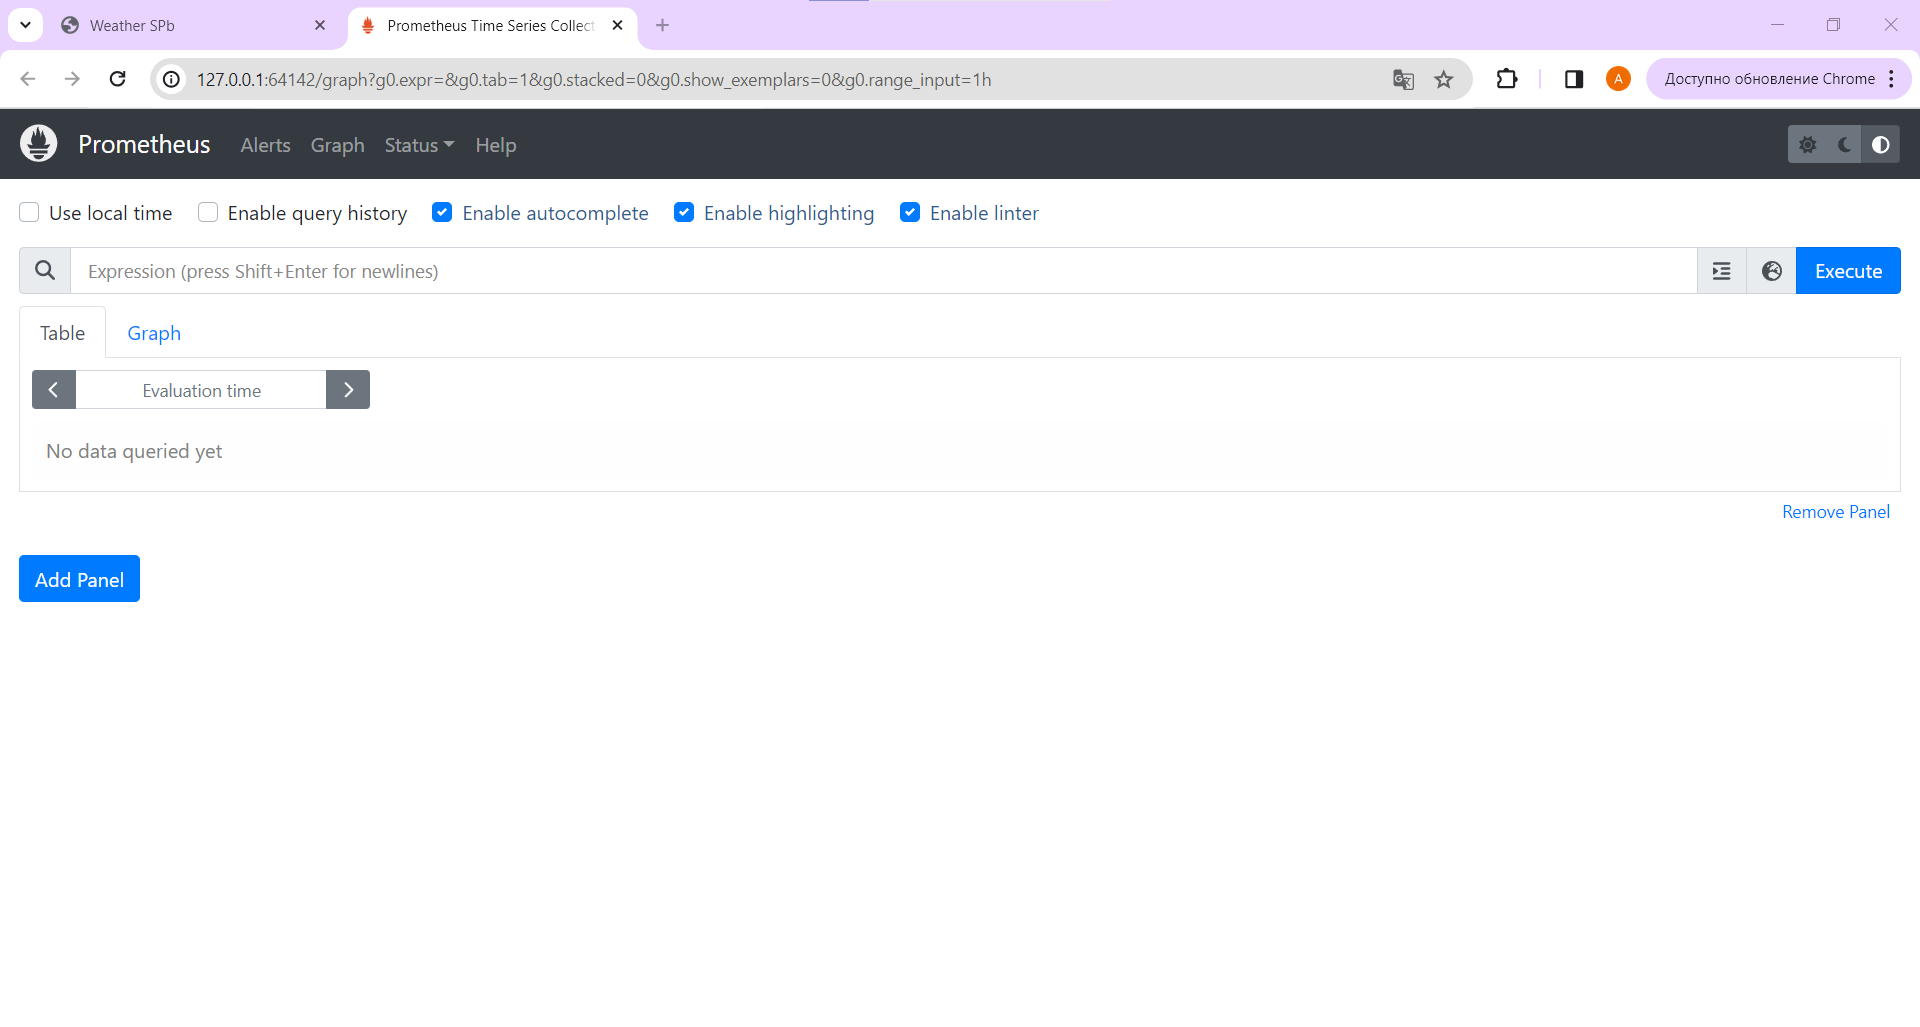 Weather SPb
Prometheus Time Series Collect
127.0.0.1:64142/graph?g0.expr=&g0.tab=1&g0.stacked=0&g0.show_exemplars=0&g0.range_input=1h
A
Доступно обновление Chrome
Prometheus Alerts Graph Status Help
Use local time Enable query history Enable autocomplete Enable highlighting Enable linter
Expression (press Shift+Enter for newlines)
Execute
Table Graph
Evaluation time
No data queried yet
Remove Panel
Add Panel